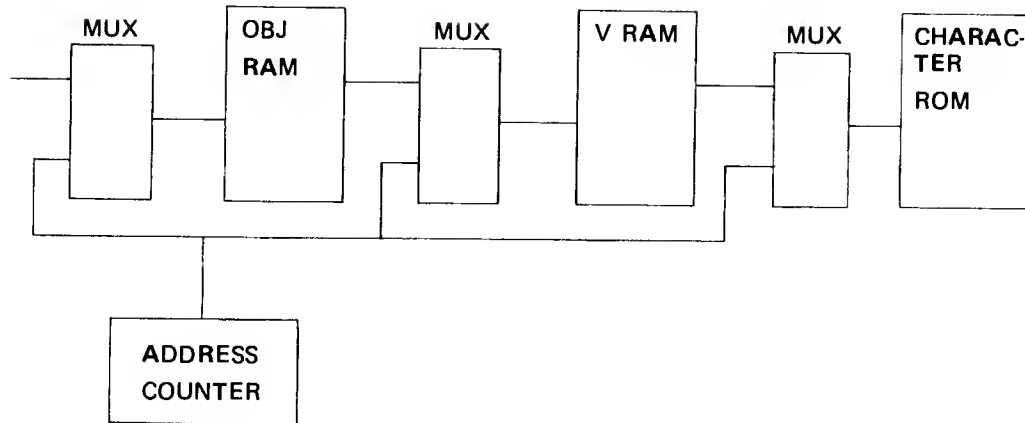 MUX
OBJ
RAM
MUX
V RAM
MUX
CHARAC-
TER
ROM
ADDRESS
COUNTER